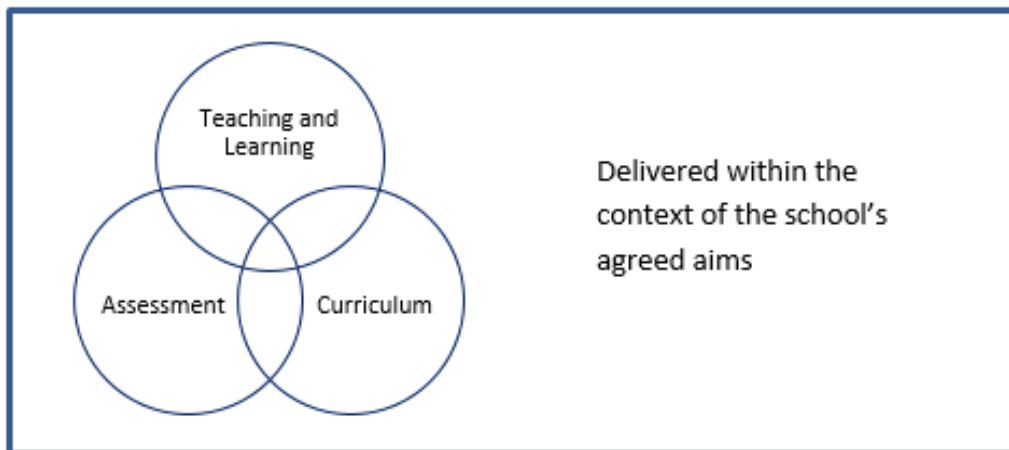 Teaching and
Learning
Assessment
Curriculum
Delivered within the
context of the school’s
agreed aims